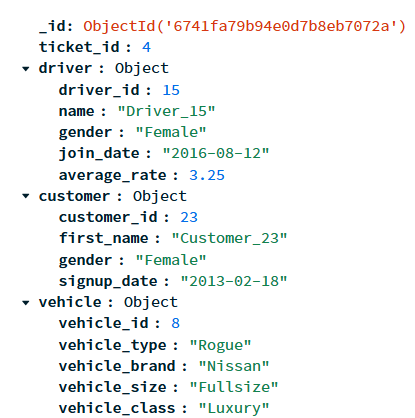 _id: ObjectId('6741fa79b94e0d7b8eb7072a')
ticket_id : 4
driver : Object
driver_id : 15
name : "Driver_15"
gender : "Female"
join_date : "2016-08-12"
average_rate : 3.25
customer : Object
customer_id : 23
first_name : "Customer_23"
gender : "Female"
signup_date : "2013-02-18"
vehicle : Object
vehicle_id : 8
vehicle_type : "Rogue"
vehicle_brand : "Nissan"
vehicle_size : "Fullsize"
vehicle_class : "Luxury"